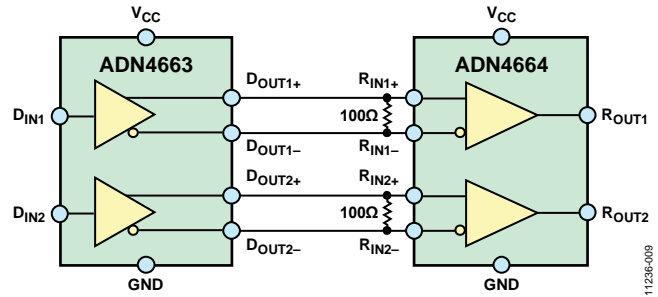 VCC VCC
ADN4663 ADN4664
DOUT1+ RIN1+
DIN1 100Ω ROUT1
DOUT1− RIN1−
DOUT2+ RIN2+
DIN2 100Ω ROUT2
DOUT2− RIN2−
GND GND
11236-009